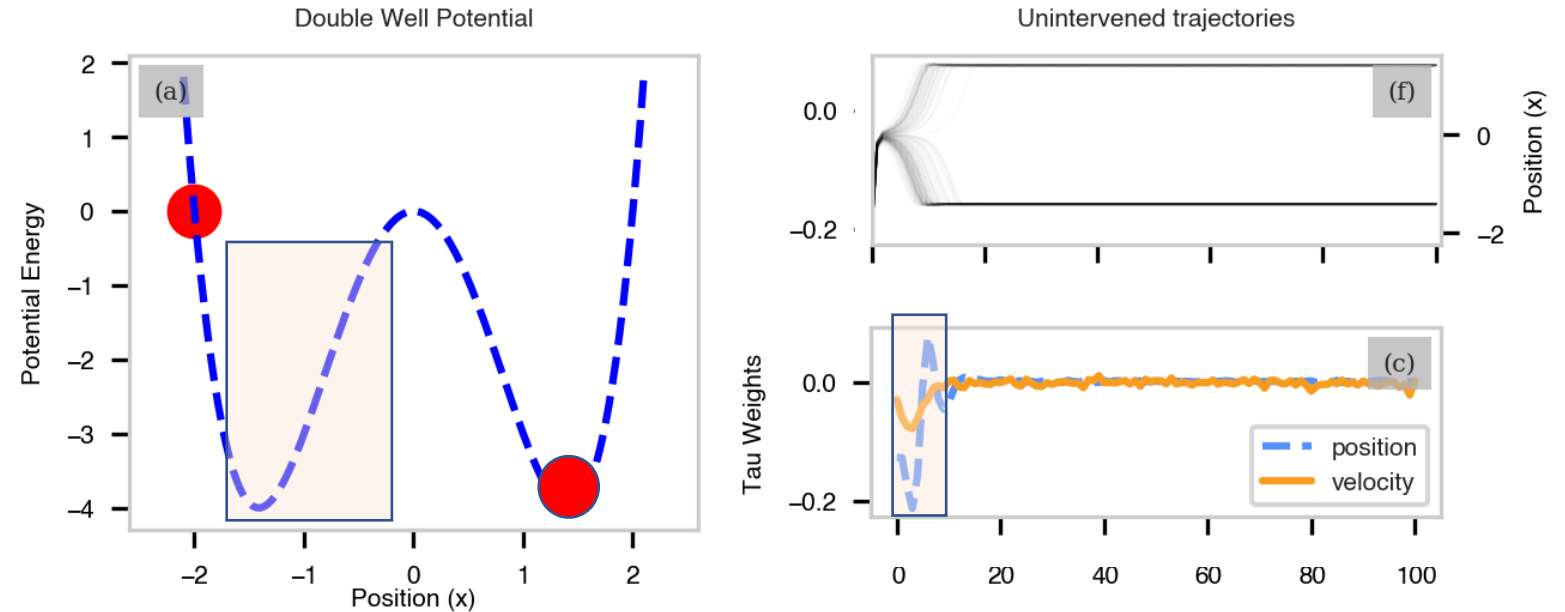 Double Well Potential
(a)
2
1
0
−1
−2
−3
−4
Potential Energy
−2 −1 0 1 2
Position (x)
Unintervened trajectories
(f)
0.0
−0.2
0
−2
Position (x)
(c)
0.0
−0.2
Tau Weights
position
velocity
0 20 40 60 80 100